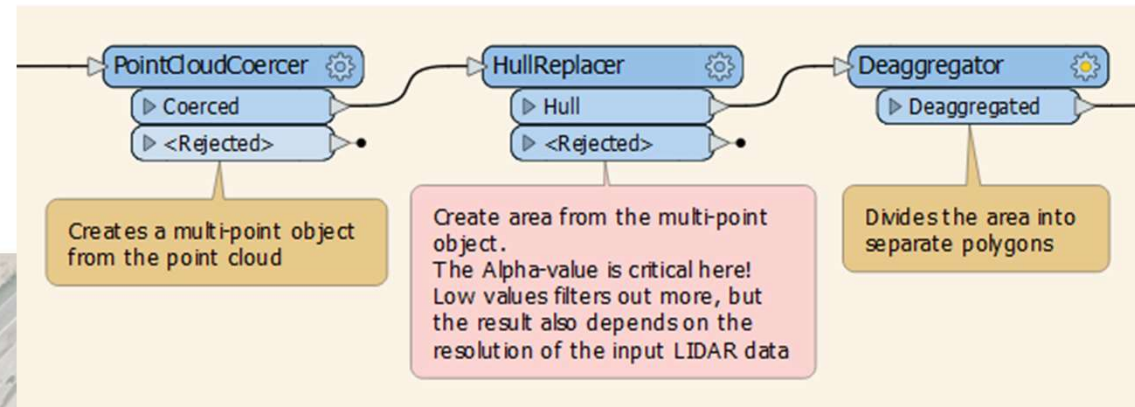 PointCloudCoercer
Coerced
<Rejected>
Creates a multi-point object
from the point cloud
HullReplacer
Hull
<Rejected>
Create area from the multi-point
object.
The Alpha-value is critical here!
Low values filters out more, but
the result also depends on the
resolution of the input LIDAR data
Deaggregator
Deaggregated
Divides the area into
separate polygons